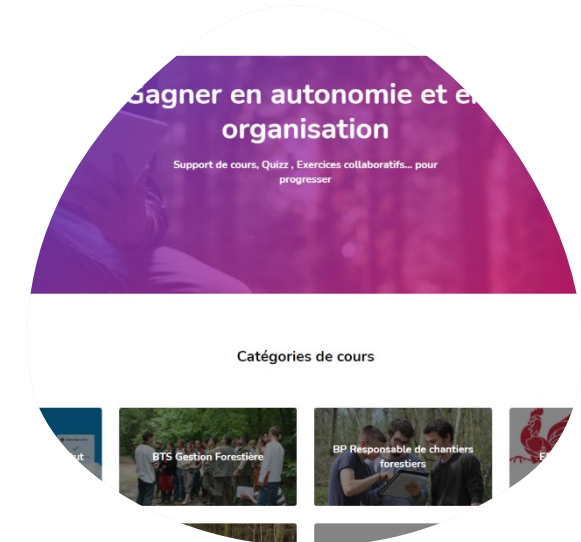 Gagner en autonomie et en
organisation
Support de cours, Quizz , Exercices collaboratifs... pour
progresser
Catégories de cours
BTS Gestion Forestière
BP Responsable de chantiers
forestiers